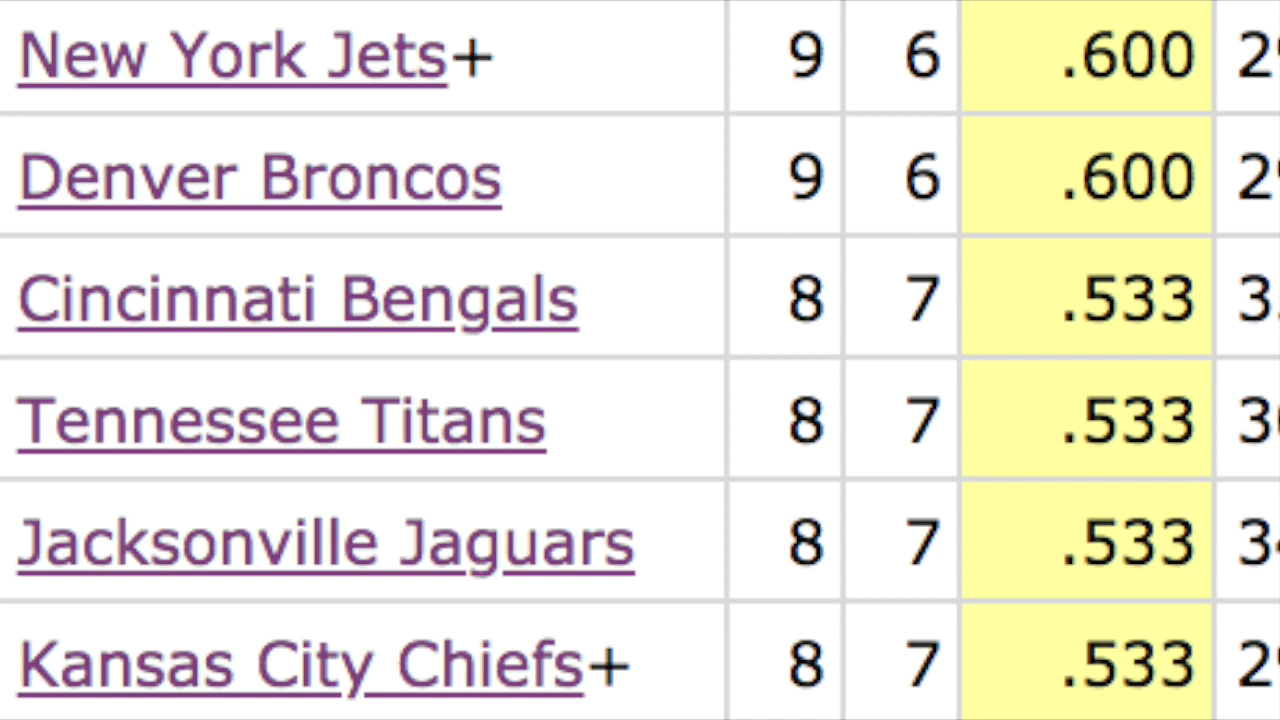 New York Jets+ 9 6 .600
Denver Broncos 9 6 .600
Cincinnati Bengals 8 7 .533
Tennessee Titans 8 7 .533
Jacksonville Jaguars 8 7 .533
Kansas City Chiefs+ 8 7 .533